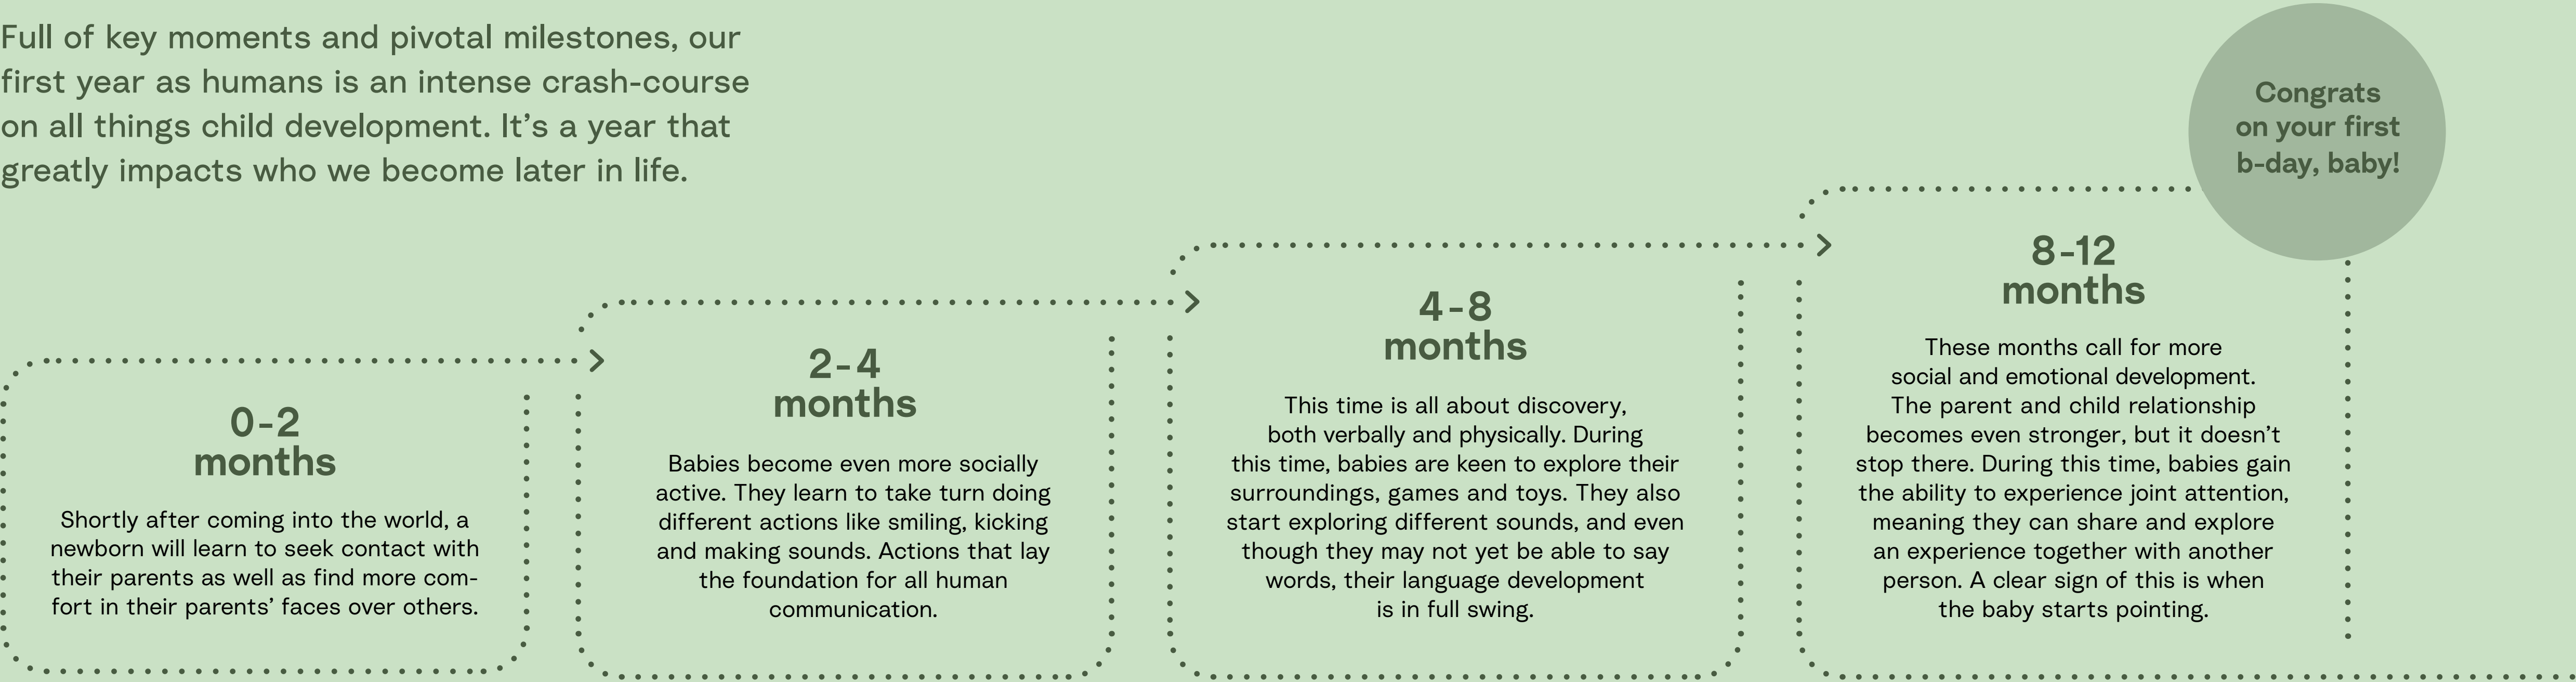 Full of key moments and pivotal milestones, our
first year as humans is an intense crash-course
on all things child development. It’s a year that
greatly impacts who we become later in life.
0-2
months
Shortly after coming into the world, a
newborn will learn to seek contact with
their parents as well as find more com-
fort in their parents’ faces over others.
2-4
months
Babies become even more socially
active. They learn to take turn doing
different actions like smiling, kicking
and making sounds. Actions that lay
the foundation for all human
communication.
4-8
months
This time is all about discovery,
both verbally and physically. During
this time, babies are keen to explore their
surroundings, games and toys. They also
start exploring different sounds, and even
though they may not yet be able to say
words, their language development
is in full swing.
8-12
months
These months call for more
social and emotional development.
The parent and child relationship
becomes even stronger, but it doesn’t
stop there. During this time, babies gain
the ability to experience joint attention,
meaning they can share and explore
an experience together with another
person. A clear sign of this is when
the baby starts pointing.
Congrats
on your first
b-day, baby!